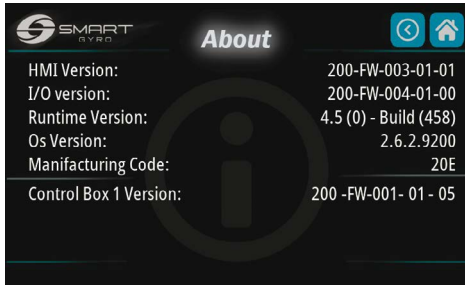 SMART
GYRO
About
HMI Version: 200-FW-003-01-01
I/O version: 200-FW-004-01-00
Runtime Version: 4.5 (0) - Build (458)
Os Version: 2.6.2.9200
Manifacturing Code: 20E
Control Box 1 Version: 200 -FW-001- 01 - 05